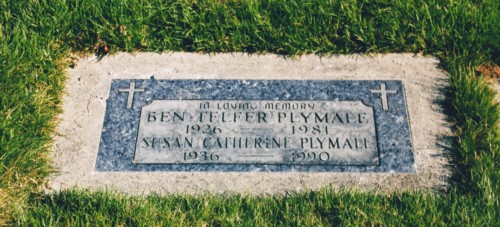 IN LOVING MEMORY
BEN TELFER PLYMALE
1926 — 1981
SUSAN CATHERINE PLYMALE
1936 — 1990